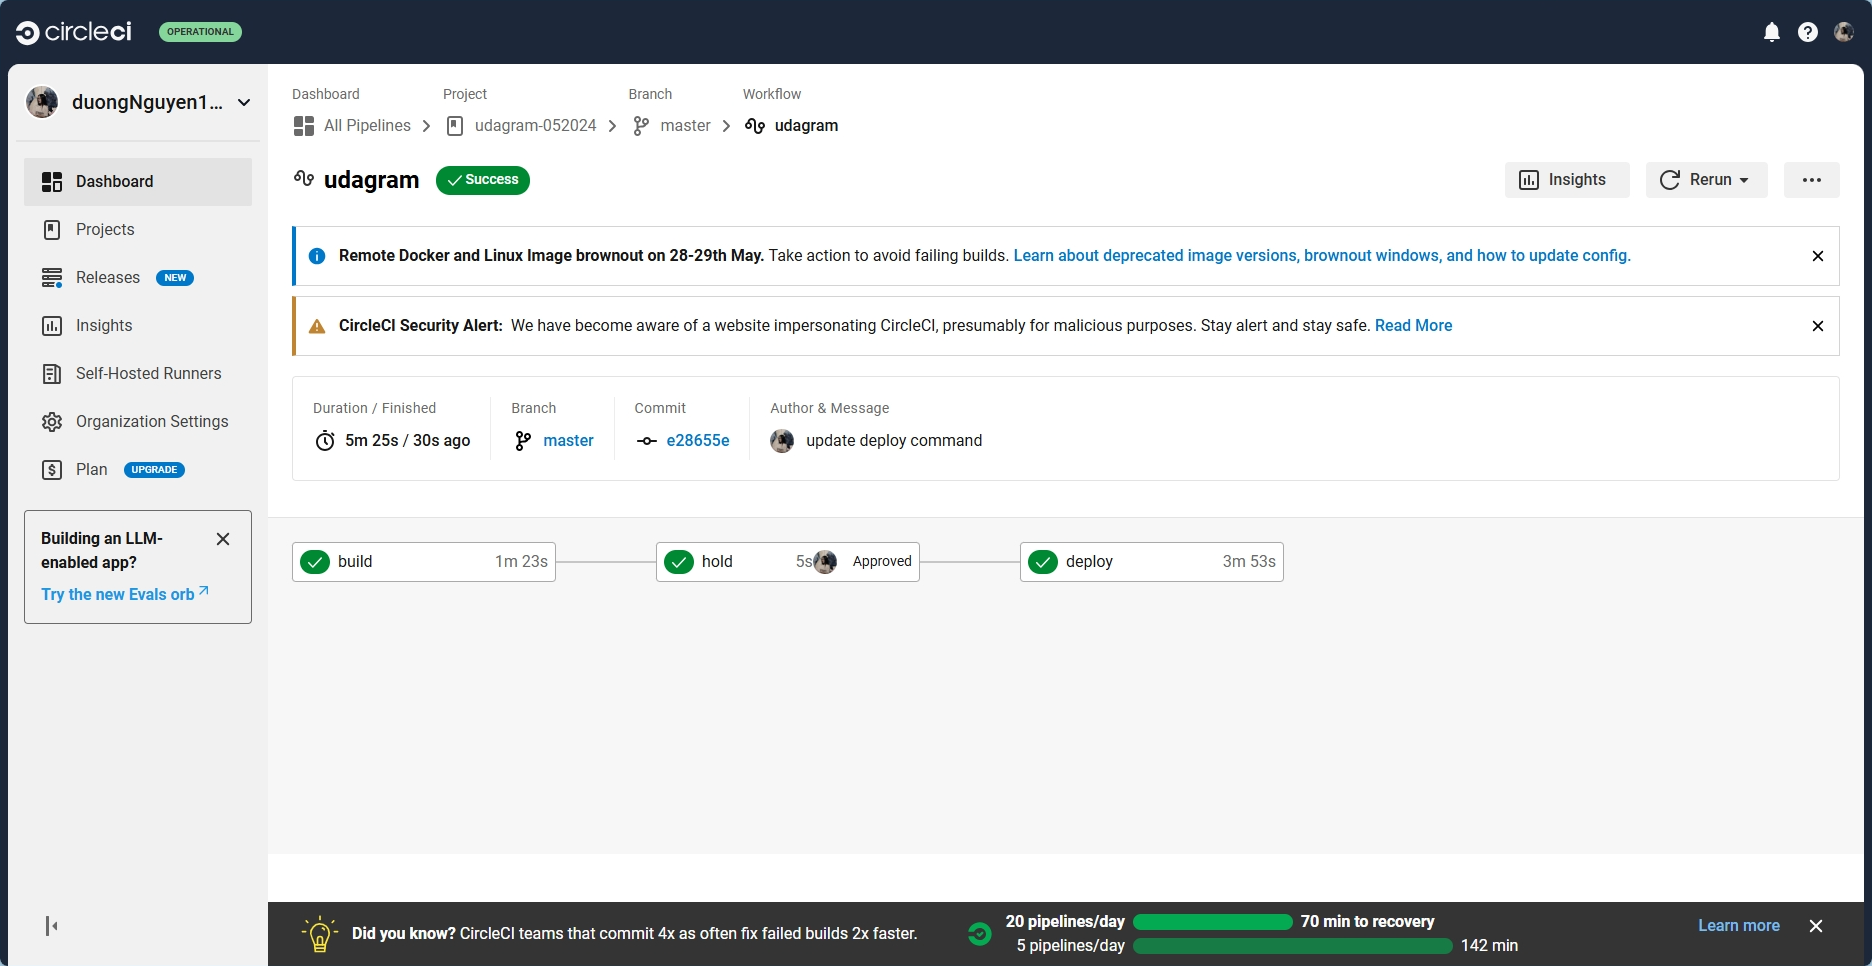 circleci
OPERATIONAL
duongNguyen1...
Dashboard
Projects
Releases NEW
Insights
Self-Hosted Runners
Organization Settings
Plan UPGRADE
Building an LLM-
enabled app?
Try the new Evals orb
Dashboard Project Branch Workflow
All Pipelines udagram-052024 master udagram
udagram Success
Insights Rerun
Remote Docker and Linux Image brownout on 28-29th May. Take action to avoid failing builds. Learn about deprecated image versions, brownout windows, and how to update config.
CircleCI Security Alert: We have become aware of a website impersonating CircleCI, presumably for malicious purposes. Stay alert and stay safe. Read More
Duration / Finished Branch Commit Author & Message
5m 25s / 30s ago master e28655e update deploy command
build 1m 23s hold 5s Approved deploy 3m 53s
Did you know? CircleCI teams that commit 4x as often fix failed builds 2x faster.
20 pipelines/day 70 min to recovery
5 pipelines/day 142 min
Learn more